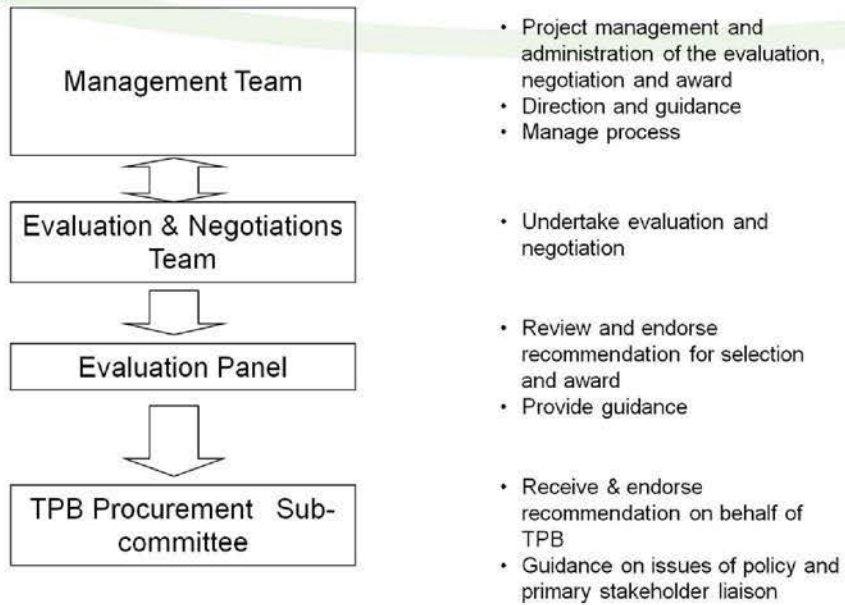 Management Team
• Project management and
administration of the evaluation,
negotiation and award
• Direction and guidance
• Manage process
Evaluation & Negotiations
Team
• Undertake evaluation and
negotiation
Evaluation Panel
• Review and endorse
recommendation for selection
and award
• Provide guidance
TPB Procurement Sub-
committee
• Receive & endorse
recommendation on behalf of
TPB
• Guidance on issues of policy and
primary stakeholder liaison